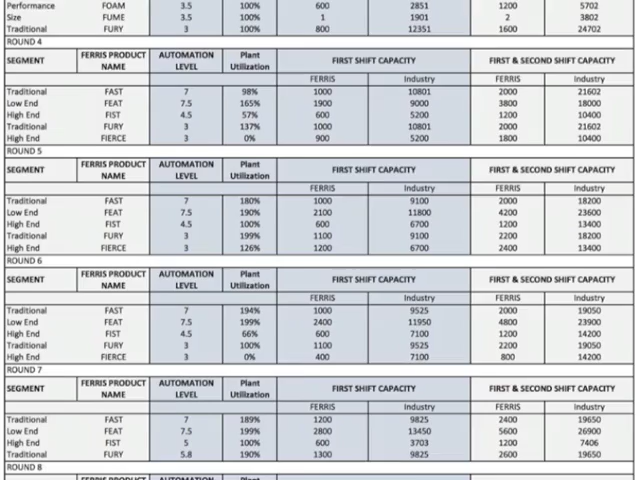 Performance FOAM 3.5 100% 600 2851 1200 5702
Size FUME 3.5 100% 1 1901 2 3802
Traditional FURY 3 100% 800 12351 1600 24702
ROUND 4
SEGMENT FERRIS PRODUCT NAME AUTOMATION LEVEL Plant Utilization FIRST SHIFT CAPACITY FIRST & SECOND SHIFT CAPACITY
FERRIS Industry FERRIS Industry
Traditional FAST 7 98% 1000 10801 2000 21602
Low End FEAT 7.5 165% 1900 9000 3800 18000
High End FIST 4.5 57% 600 5200 1200 10400
Traditional FURY 3 137% 1000 10801 2000 21602
High End FIERCE 3 0% 900 5200 1800 10400
ROUND 5
SEGMENT FERRIS PRODUCT NAME AUTOMATION LEVEL Plant Utilization FIRST SHIFT CAPACITY FIRST & SECOND SHIFT CAPACITY
FERRIS Industry FERRIS Industry
Traditional FAST 7 180% 1000 9100 2000 18200
Low End FEAT 7.5 190% 2100 11800 4200 23600
High End FIST 4.5 100% 600 6700 1200 13400
Traditional FURY 3 199% 1100 9100 2200 18200
High End FIERCE 3 126% 1200 6700 2400 13400
ROUND 6
SEGMENT FERRIS PRODUCT NAME AUTOMATION LEVEL Plant Utilization FIRST SHIFT CAPACITY FIRST & SECOND SHIFT CAPACITY
FERRIS Industry FERRIS Industry
Traditional FAST 7 194% 1000 9525 2000 19050
Low End FEAT 7.5 199% 2400 11950 4800 23900
High End FIST 4.5 66% 600 7100 1200 14200
Traditional FURY 3 100% 1100 9525 2200 19050
High End FIERCE 3 0% 400 7100 800 14200
ROUND 7
SEGMENT FERRIS PRODUCT NAME AUTOMATION LEVEL Plant Utilization FIRST SHIFT CAPACITY FIRST & SECOND SHIFT CAPACITY
FERRIS Industry FERRIS Industry
Traditional FAST 7 189% 1200 9825 2400 19650
Low End FEAT 7.5 199% 2800 13450 5600 26900
High End FIST 5 100% 600 3703 1200 7406
Traditional FURY 5.8 190% 1300 9825 2600 19650
ROUND 8